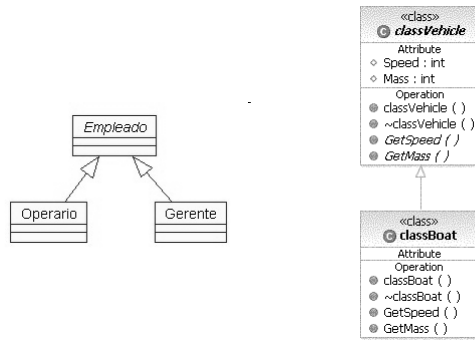 Empleado
Operario
Gerente
«class»
C classVehicle
Attribute
Speed : int
Mass : int
Operation
classVehicle ( )
~classVehicle ( )
GetSpeed ( )
GetMass ( )
«class»
C classBoat
Attribute
Operation
classBoat ( )
~classBoat ( )
GetSpeed ( )
GetMass ( )